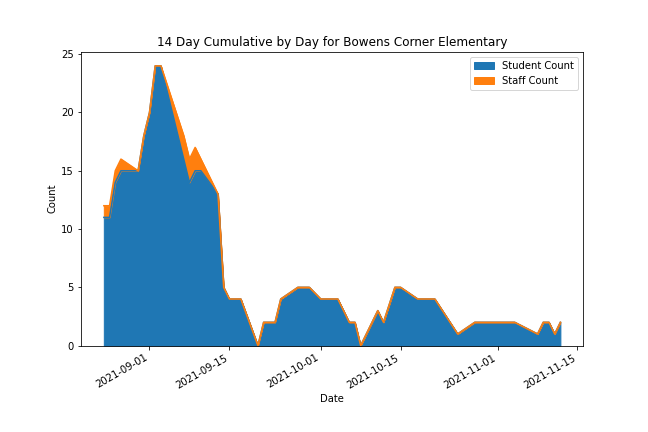 14 Day Cumulative by Day for Bowens Corner Elementary
Student Count
Staff Count
25
20
15
10
5
0
Count
2021-09-01
2021-09-15
2021-10-01
2021-10-15
2021-11-01
2021-11-15
Date